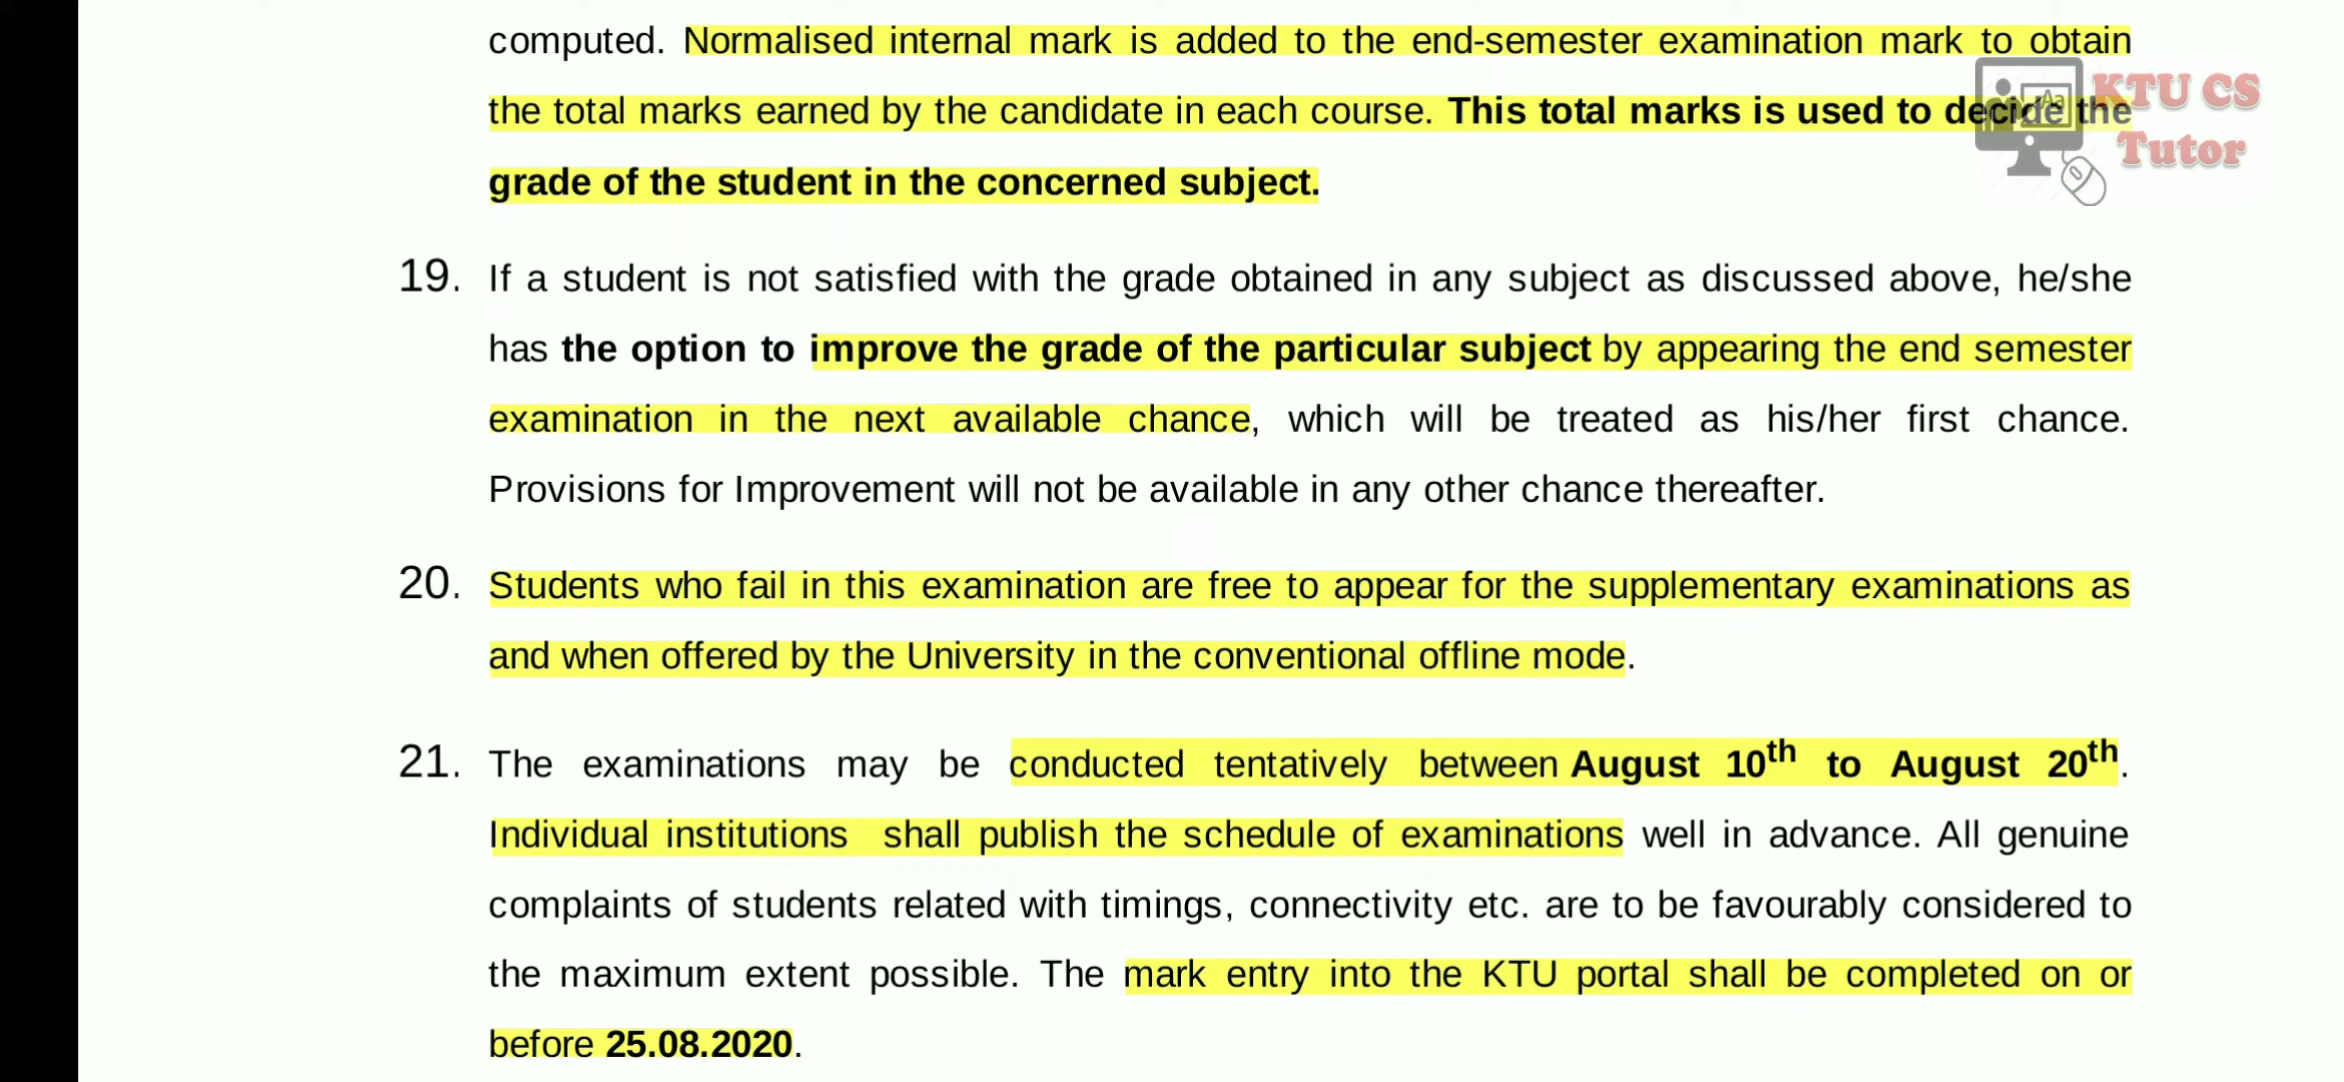 computed. Normalised internal mark is added to the end-semester examination mark to obtain
the total marks earned by the candidate in each course. This total marks is used to decide the
grade of the student in the concerned subject.
KTU CS
Tutor
Aa
19. If a student is not satisfied with the grade obtained in any subject as discussed above, he/she
has the option to improve the grade of the particular subject by appearing the end semester
examination in the next available chance, which will be treated as his/her first chance.
Provisions for Improvement will not be available in any other chance thereafter.
20. Students who fail in this examination are free to appear for the supplementary examinations as
and when offered by the University in the conventional offline mode.
21. The examinations may be conducted tentatively between August 10th to August 20th.
Individual institutions shall publish the schedule of examinations well in advance. All genuine
complaints of students related with timings, connectivity etc. are to be favourably considered to
the maximum extent possible. The mark entry into the KTU portal shall be completed on or
before 25.08.2020.